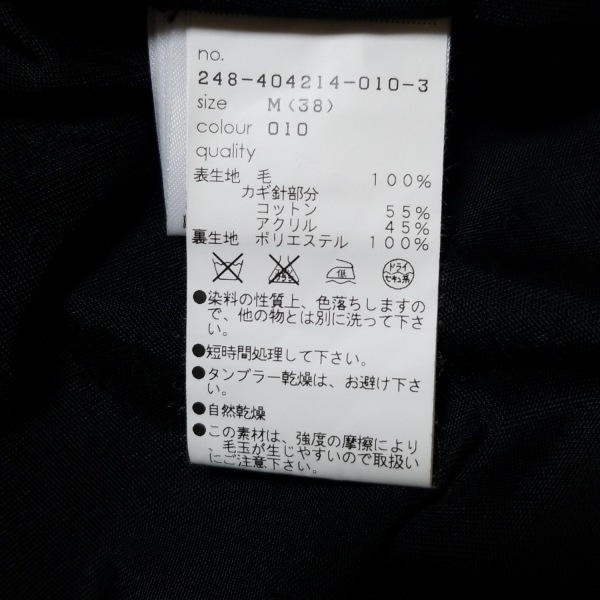 no.
248-404214-010-3
size M(38)
colour 010
quality
表生地 毛 100%
カギ針部分
コットン 55%
アクリル 45%
裏生地 ポリエステル 100%
低 ドライ セキユ系
●染料の性質上、色落ちしますの
で、他の物とは別に洗って下さ
い。
●短時間処理して下さい。
●タンブラー乾燥は、お避け下さ
い。
●自然乾燥
●この素材は、強度の摩擦により
、毛玉が生じやすいので取扱い
にご注意下さい。